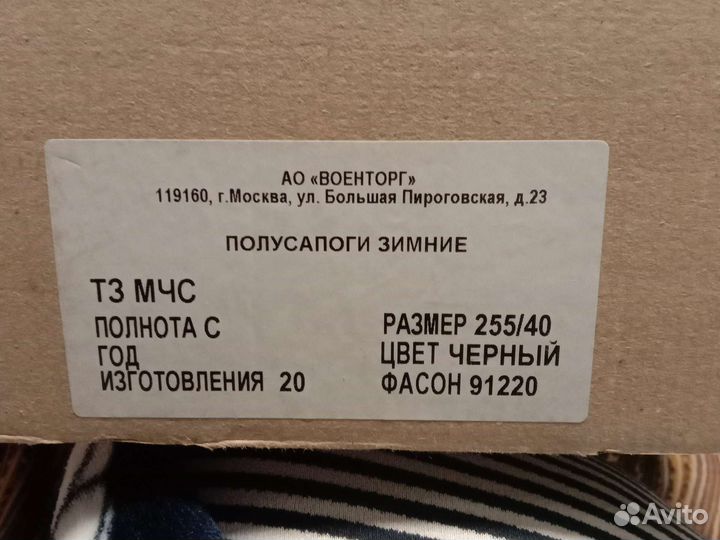 АО «ВОЕНТОРГ»
119160, г.Москва, ул. Большая Пироговская, д.23
ПОЛУСАПОГИ ЗИМНИЕ
ТЗ МЧС
ПОЛНОТА С
ГОД
ИЗГОТОВЛЕНИЯ 20
РАЗМЕР 255/40
ЦВЕТ ЧЕРНЫЙ
ФАСОН 91220
Avito